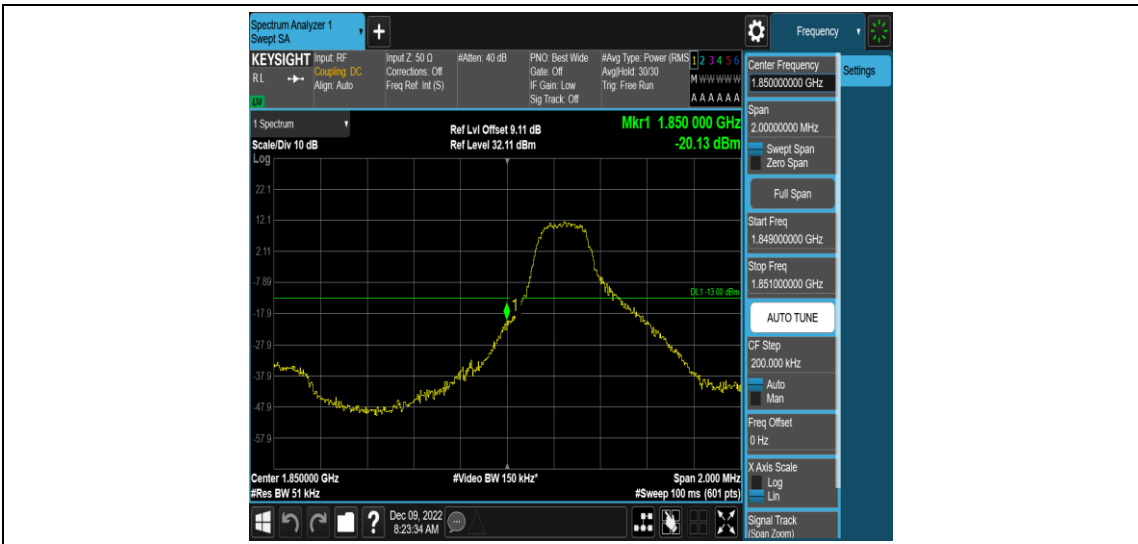 Spectrum Analyzer 1
Swept SA
+
Frequency
KEYSIGHT
RL
LXI
Input: RF
Coupling: DC
Align: Auto
Input Z: 50 Ω
Corrections: Off
Freq Ref: Int (S)
#Atten: 40 dB
PNO: Best Wide
Gate: Off
IF Gain: Low
Sig Track: Off
#Avg Type: Power (RMS
Avg|Hold: 30/30
Trig: Free Run
1 2 3 4 5 6
M W W W W W
A A A A A A
Center Frequency
1.850000000 GHz
Settings
1 Spectrum
Scale/Div 10 dB
Log
Ref Lvl Offset 9.11 dB
Ref Level 32.11 dBm
Mkr1 1.850 000 GHz
-20.13 dBm
22.1
12.1
2.11
-7.89
-17.9
-27.9
-37.9
-47.9
-57.9
DL1 -13.00 dBm
1
Center 1.850000 GHz
#Res BW 51 kHz
#Video BW 150 kHz*
Span 2.000 MHz
#Sweep 100 ms (601 pts)
Span
2.00000000 MHz
Swept Span
Zero Span
Full Span
Start Freq
1.849000000 GHz
Stop Freq
1.851000000 GHz
AUTO TUNE
CF Step
200.000 kHz
Auto
Man
Freq Offset
0 Hz
X Axis Scale
Log
Lin
Signal Track
(Span Zoom)
?
Dec 09, 2022
8:23:34 AM